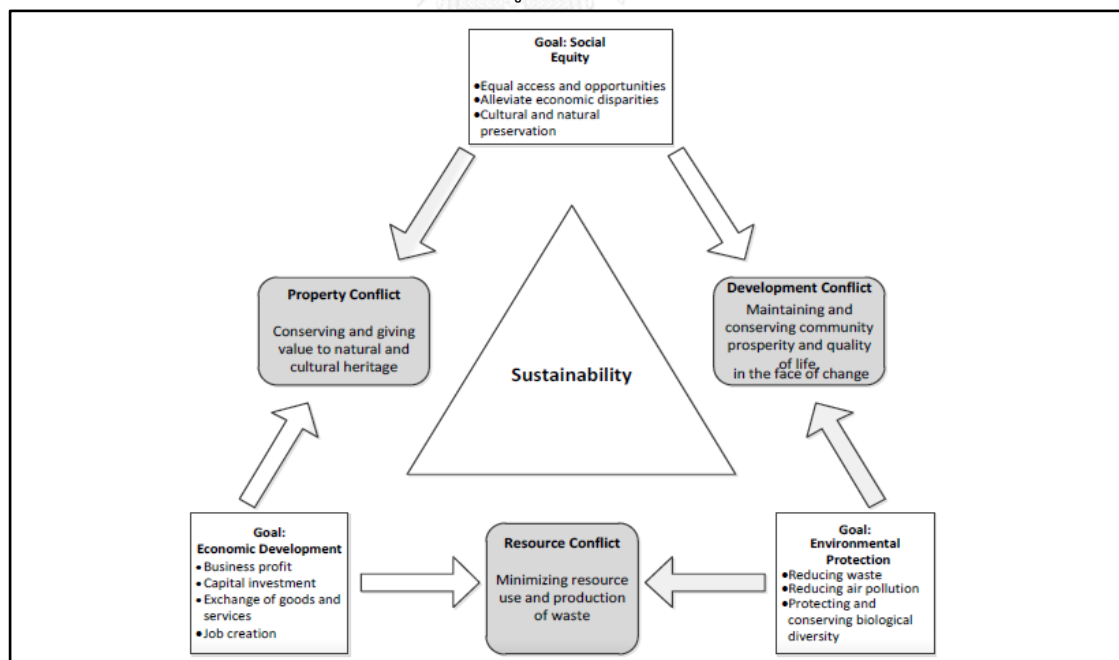 Goal: Social
Equity
●Equal access and opportunities
●Alleviate economic disparities
●Cultural and natural
preservation
Property Conflict
Conserving and giving
value to natural and
cultural heritage
Development Conflict
Maintaining and
conserving community
prosperity and quality
of life,
in the face of change
Sustainability
Goal:
Economic Development
• Business profit
• Capital investment
• Exchange of goods and
services
• Job creation
Resource Conflict
Minimizing resource
use and production
of waste
Goal:
Environmental
Protection
●Reducing waste
●Reducing air pollution
●Protecting and
conserving biological
diversity